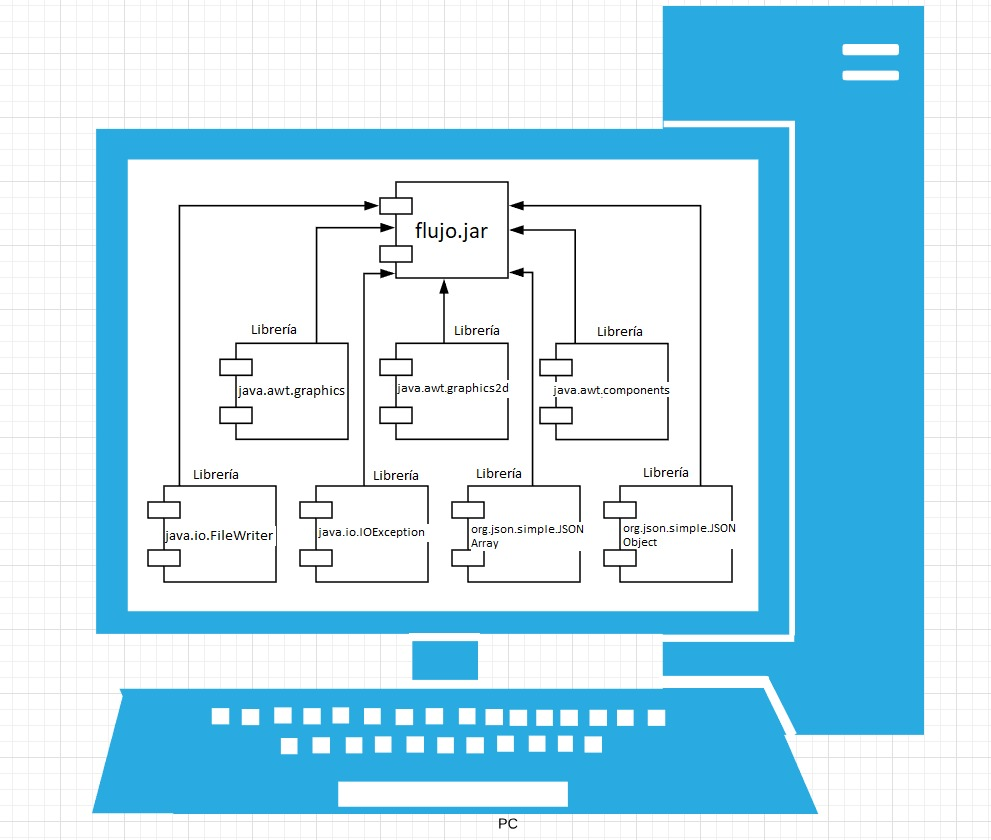 flujo.jar
Librería
Librería
Librería
java.awt.graphics
java.awt.graphics2d
java.awt.components
Librería
Librería
Librería
Librería
java.io.FileWriter
java.io.IOException
org.json.simple.JSON
Array
org.json.simple.JSON
Object
PC